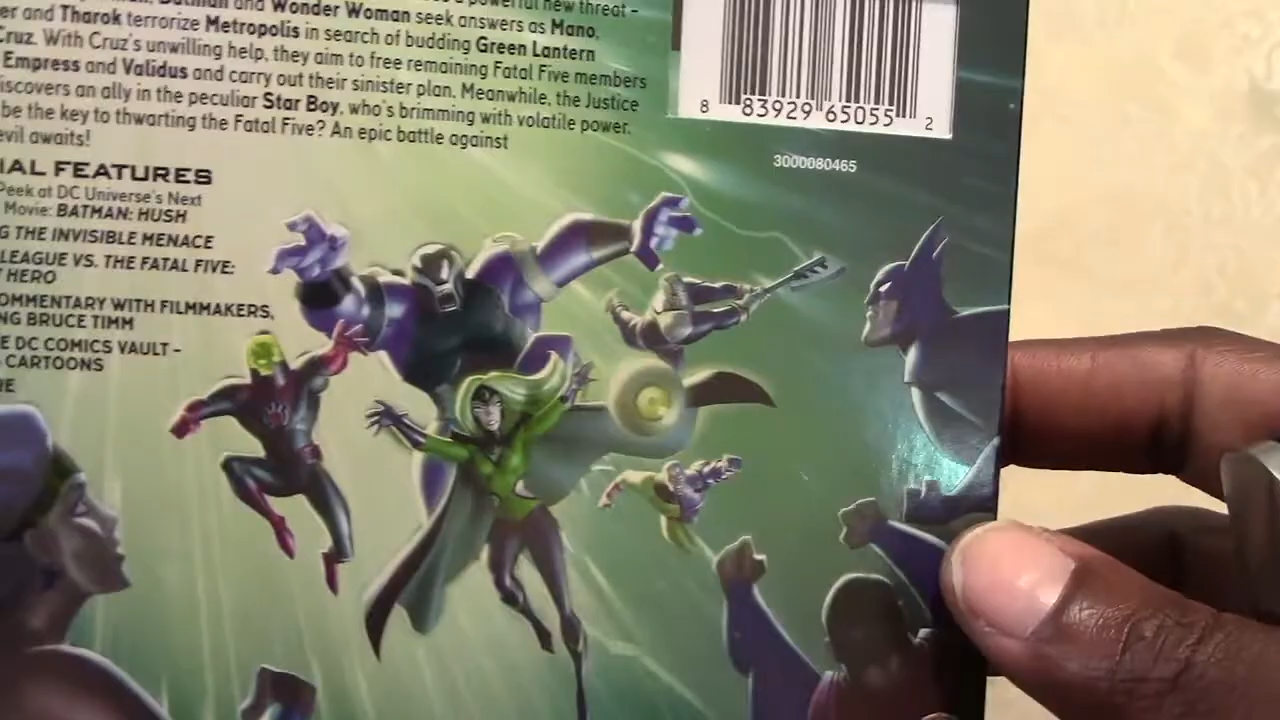 Batman and Wonder Woman seek answers as Mano,
er and Tharok terrorize Metropolis in search of budding Green Lantern
Cruz. With Cruz's unwilling help, they aim to free remaining Fatal Five members
Empress and Validus and carry out their sinister plan. Meanwhile, the Justice
iscovers an ally in the peculiar Star Boy, who's brimming with volatile power.
be the key to thwarting the Fatal Five? An epic battle against
evil awaits!
IAL FEATURES
Peek at DC Universe's Next
Movie: BATMAN: HUSH
G THE INVISIBLE MENACE
LEAGUE VS. THE FATAL FIVE:
Y HERO
OMMENTARY WITH FILMMAKERS,
NG BRUCE TIMM
E DC COMICS VAULT –
CARTOONS
RE
8 83929 65055 2
3000080465